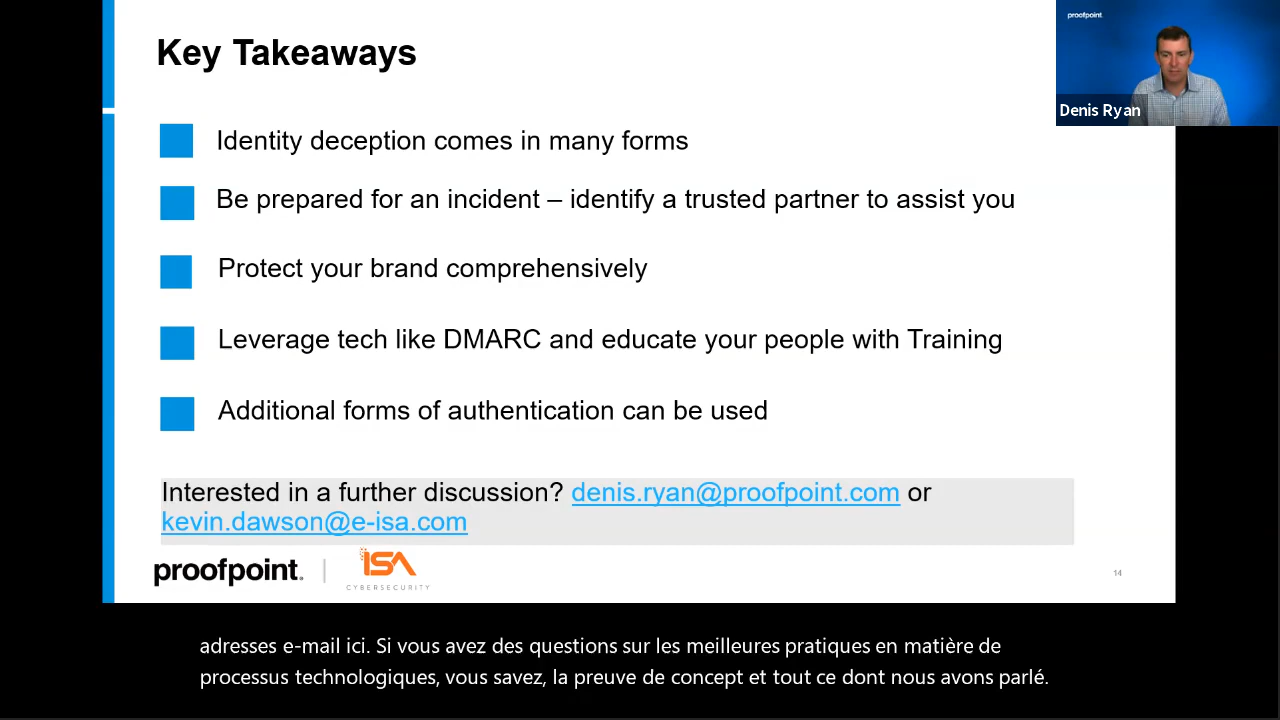 Key Takeaways
proofpoint.
Denis Ryan
Identity deception comes in many forms
Be prepared for an incident – identify a trusted partner to assist you
Protect your brand comprehensively
Leverage tech like DMARC and educate your people with Training
Additional forms of authentication can be used
Interested in a further discussion? denis.ryan@proofpoint.com or
kevin.dawson@e-isa.com
proofpoint. | ISA
CYBERSECURITY
14
adresses e-mail ici. Si vous avez des questions sur les meilleures pratiques en matière de
processus technologiques, vous savez, la preuve de concept et tout ce dont nous avons parlé.